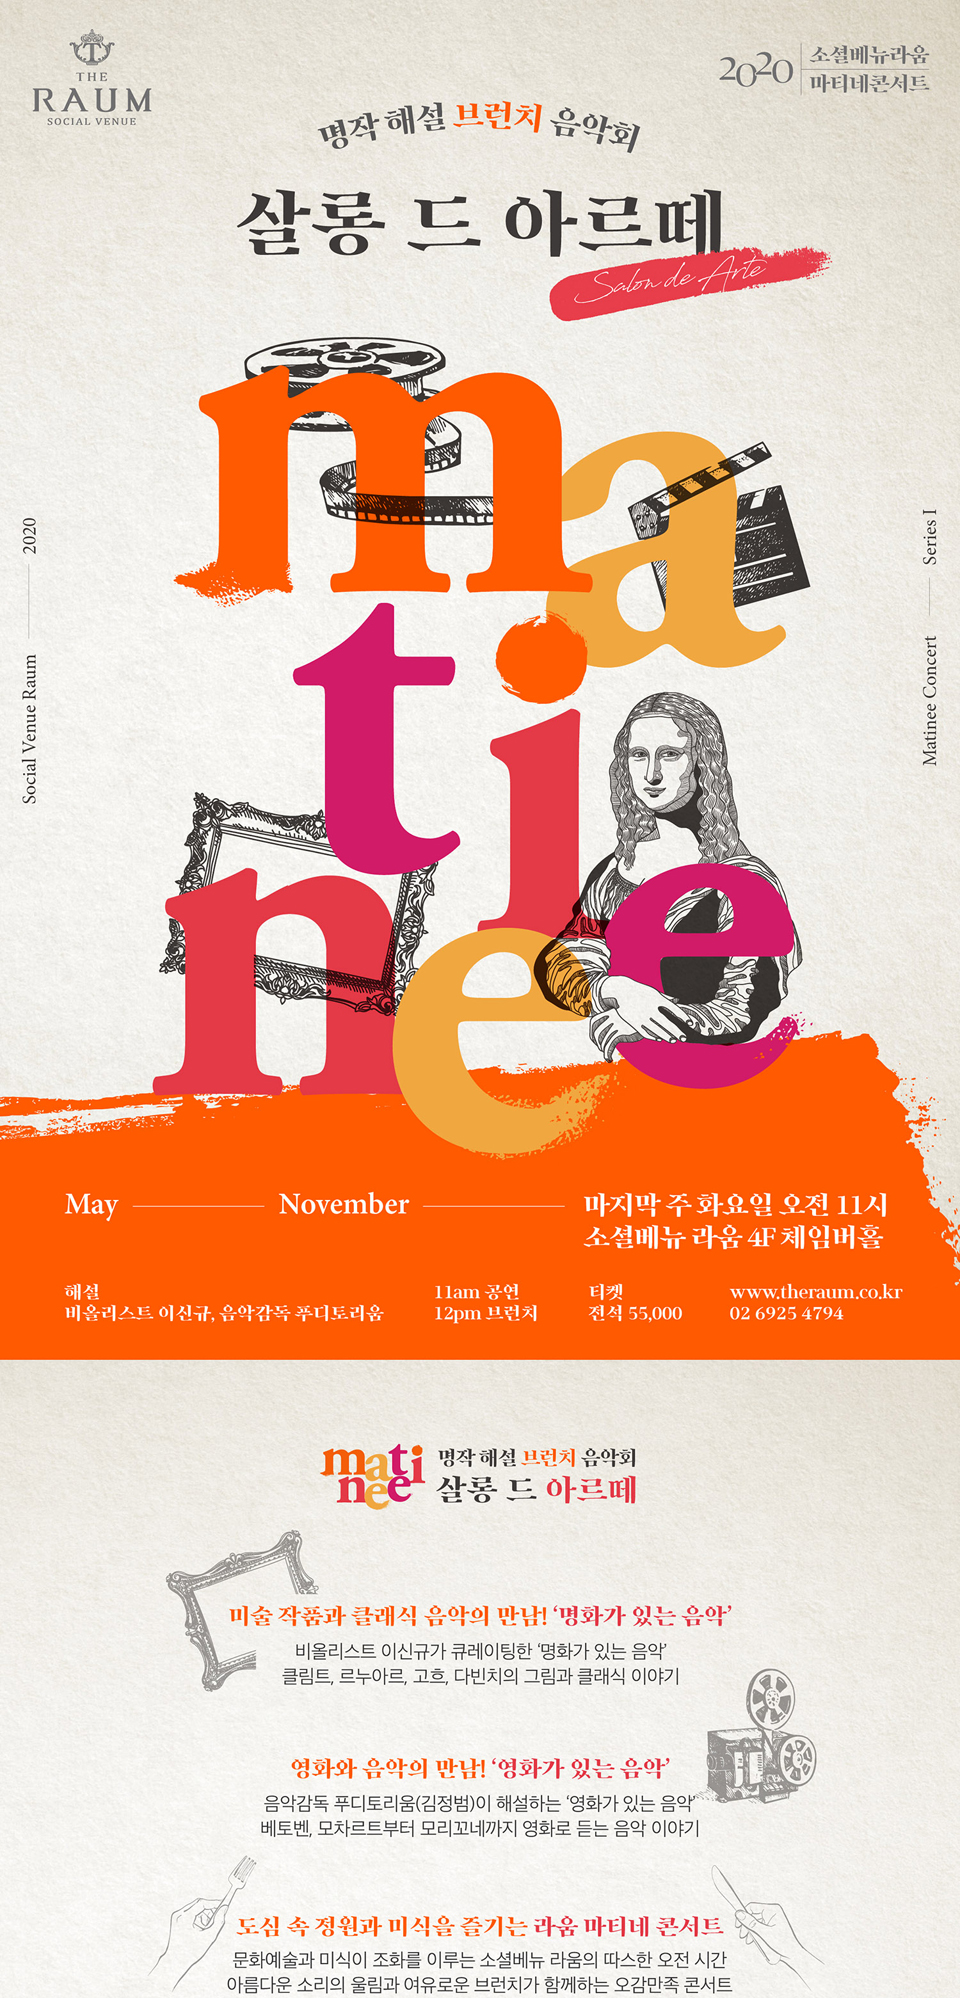 THE
RAUM
SOCIAL VENUE
2020
소셜베뉴라움
마티네콘서트
명작 해설 브런치 음악회
살롱 드 아르떼
Salon de Arte
matinee
Social Venue Raum 2020
Matinee Concert Series I
May November
마지막 주 화요일 오전 11시
소셜베뉴 라움 4F 체임버홀
해설
비올리스트 이신규, 음악감독 푸디토리움
11am 공연
12pm 브런치
티켓
전석 55,000
www.theraum.co.kr
02 6925 4794
matinee
명작 해설 브런치 음악회
살롱 드 아르떼
미술 작품과 클래식 음악의 만남! ‘명화가 있는 음악’
비올리스트 이신규가 큐레이팅한 ‘명화가 있는 음악’
클림트, 르누아르, 고흐, 다빈치의 그림과 클래식 이야기
영화와 음악의 만남! ‘영화가 있는 음악’
음악감독 푸디토리움(김정범)이 해설하는 ‘영화가 있는 음악’
베토벤, 모차르트부터 모리꼬네까지 영화로 듣는 음악 이야기
도심 속 정원과 미식을 즐기는 라움 마티네 콘서트
문화예술과 미식이 조화를 이루는 소셜베뉴 라움의 따스한 오전 시간
아름다운 소리의 울림과 여유로운 브런치가 함께하는 오감만족 콘서트